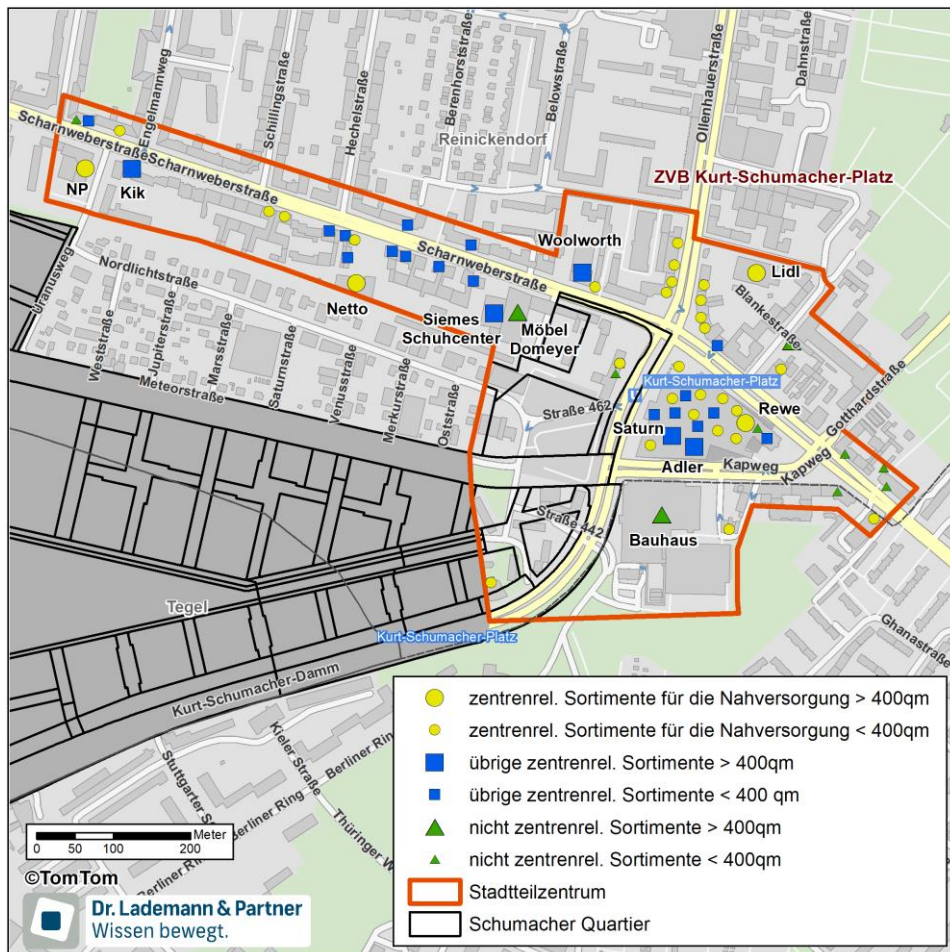 Scharnweberstraße
Scharnweberstraße
Engelmannweg
Schillingstraße
Hechelstraße
Berenhorststraße
Belowstraße
Ollenhauerstraße
Dahnstraße
Reinickendorf
ZVB Kurt-Schumacher-Platz
NP
Kik
Woolworth
Scharnweberstraße
Lidl
Uranusweg
Nordlichtstraße
Netto
Blankestraße
Siemes
Schuhcenter
Möbel
Domeyer
Weststraße
Jupiterstraße
Marsstraße
Saturnstraße
Venusstraße
Merkurstraße
Oststraße
Meteorstraße
Kurt-Schumacher-Platz
Straße 462
Gotthardstraße
Rewe
Saturn
Adler
Kapweg
Kapweg
Straße 442
Bauhaus
Tegel
Kurt-Schumacher-Platz
Ghanastraße
Kurt-Schumacher-Damm
Kieler Straße
Berliner Ring
Berliner Ring
Berliner Ring
Stuttgarter
Thüringer
zentrenrel. Sortimente für die Nahversorgung > 400qm
zentrenrel. Sortimente für die Nahversorgung < 400qm
übrige zentrenrel. Sortimente > 400qm
übrige zentrenrel. Sortimente < 400 qm
nicht zentrenrel. Sortimente > 400qm
nicht zentrenrel. Sortimente < 400qm
Stadtteilzentrum
Schumacher Quartier
Meter
0 50 100 200
©TomTom
Dr. Lademann & Partner
Wissen bewegt.